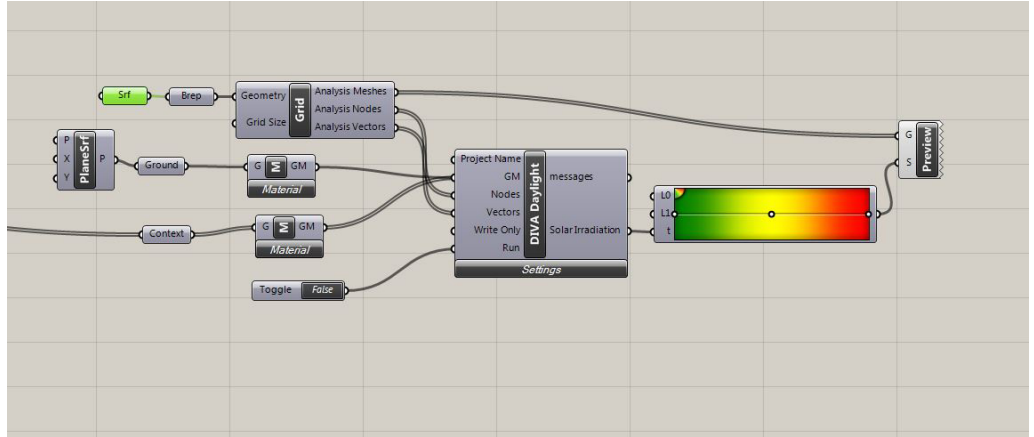 Srf
Brep
Geometry
Grid Size
Grid
Analysis Meshes
Analysis Nodes
Analysis Vectors
P
X
Y
PlaneSrf
P
Ground
G
M
GM
Material
Context
G
M
GM
Material
Toggle
False
Project Name
GM
Nodes
Vectors
Write Only
Run
DIVA Daylight
messages
Solar Irradiation
Settings
L0
L1
t
G
S
Preview